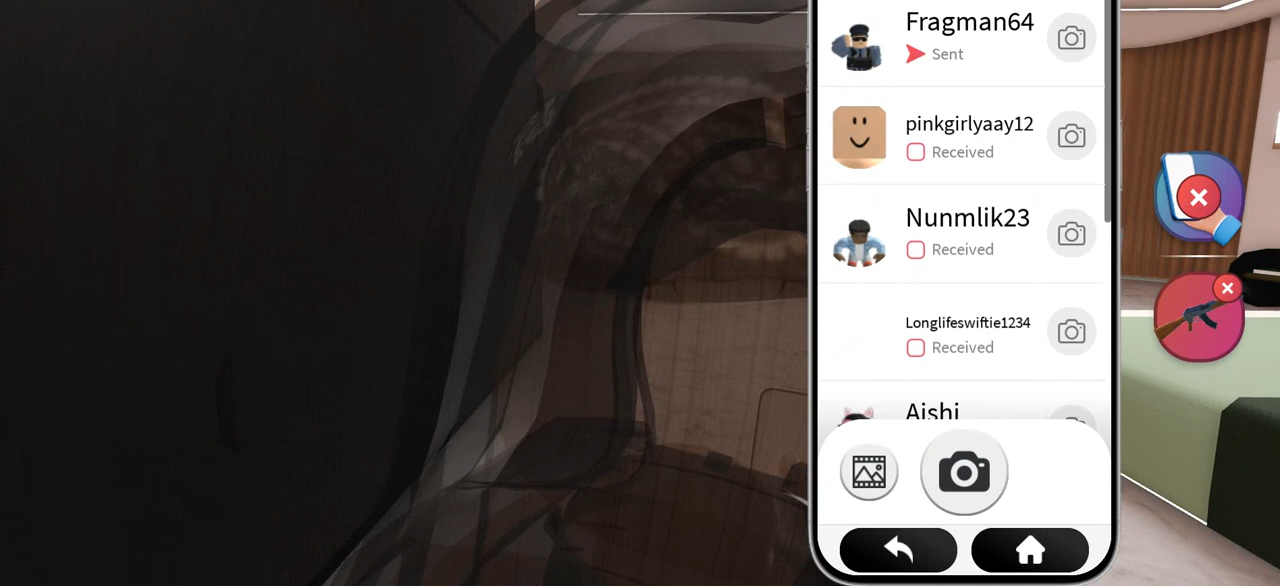 Fragman64
Sent
pinkgirlyaay12
Received
Nunmlik23
Received
Longlifeswiftie1234
Received
Aishi